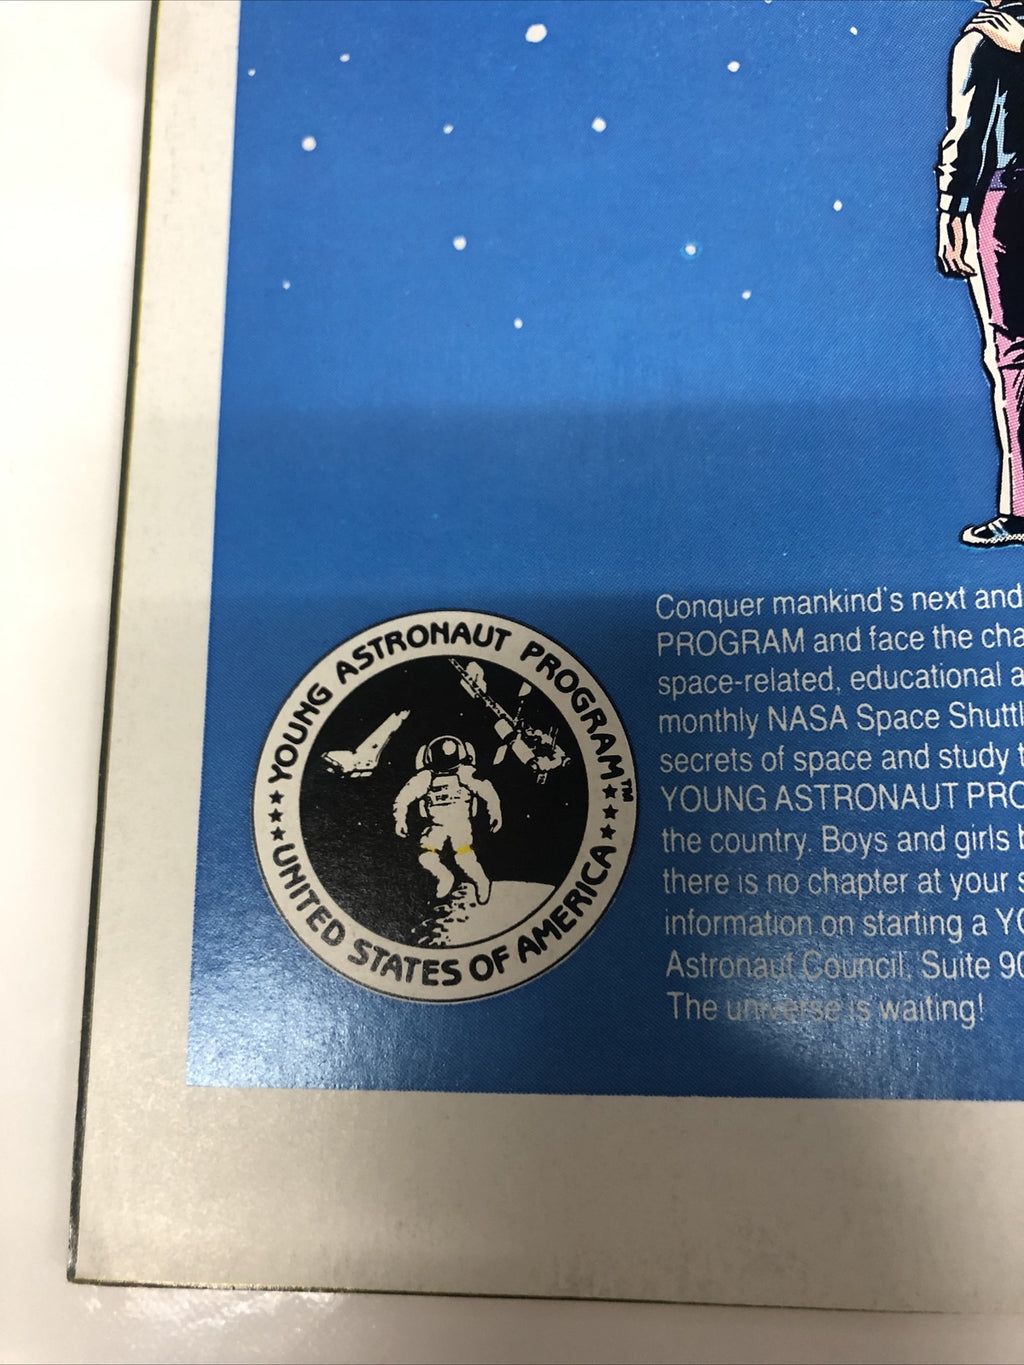 YOUNG ASTRONAUT PROGRAM™
UNITED STATES OF AMERICA
Conquer mankind's next and
PROGRAM and face the cha
space-related, educational a
monthly NASA Space Shuttl
secrets of space and study t
YOUNG ASTRONAUT PRO
the country. Boys and girls b
there is no chapter at your s
information on starting a YO
Astronaut Council, Suite 90
The universe is waiting!